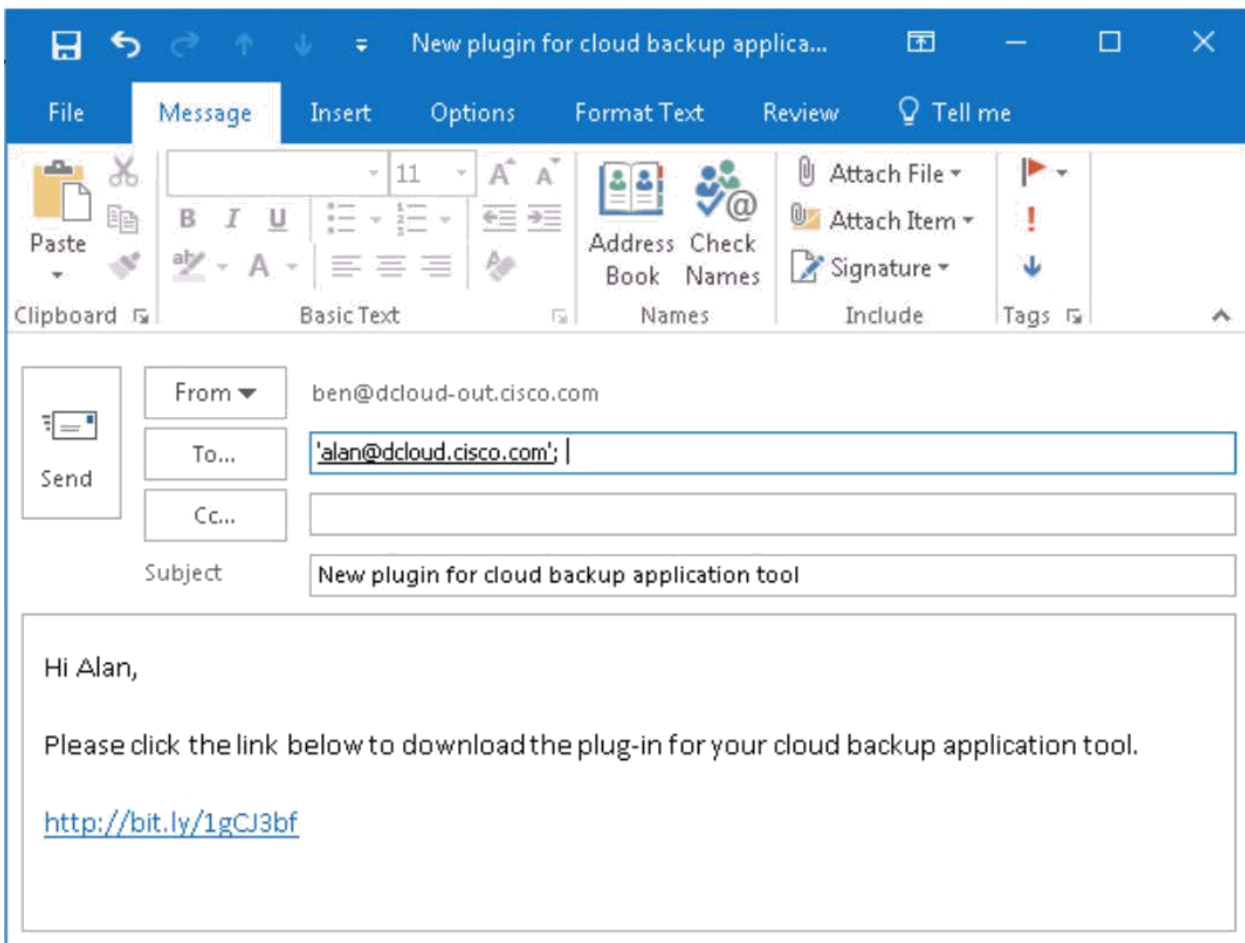 New plugin for cloud backup applica...
File Message Insert Options Format Text Review Tell me
11 A A
B I U
Paste
Address Book
Check Names
Attach File
Attach Item
Signature
Clipboard Basic Text Names Include Tags
From ben@dcloud-out.cisco.com
To... 'alan@dcloud.cisco.com';
Send
Cc...
Subject New plugin for cloud backup application tool
Hi Alan,
Please click the link below to download the plug-in for your cloud backup application tool.
http://bit.ly/1gCJ3bf